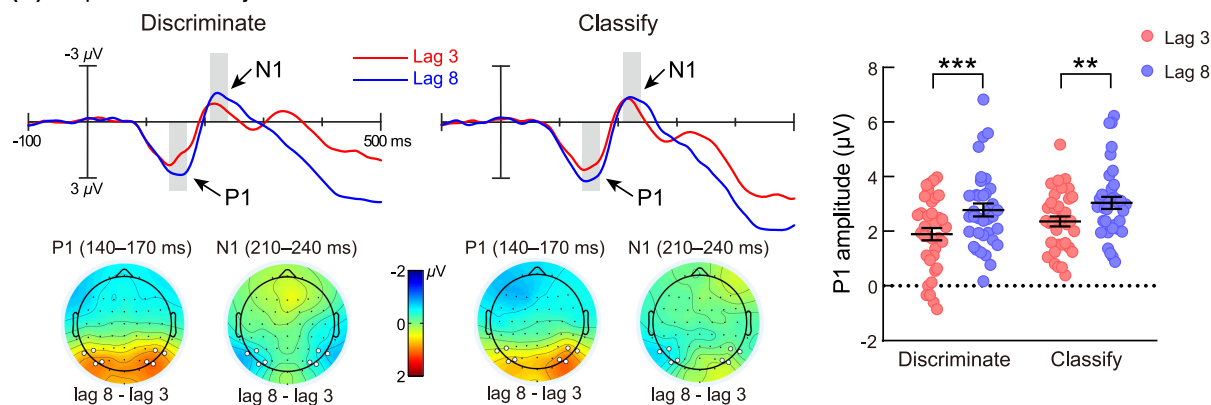 Discriminate
Classify
-3 µV
3 µV
-100
500 ms
N1
P1
Lag 3
Lag 8
N1
P1
P1 (140–170 ms)
N1 (210–240 ms)
lag 8 - lag 3
lag 8 - lag 3
-2
µV
0
2
P1 (140–170 ms)
N1 (210–240 ms)
lag 8 - lag 3
lag 8 - lag 3
Lag 3
Lag 8
P1 amplitude (µV)
8
6
4
2
0
-2
***
**
Discriminate
Classify